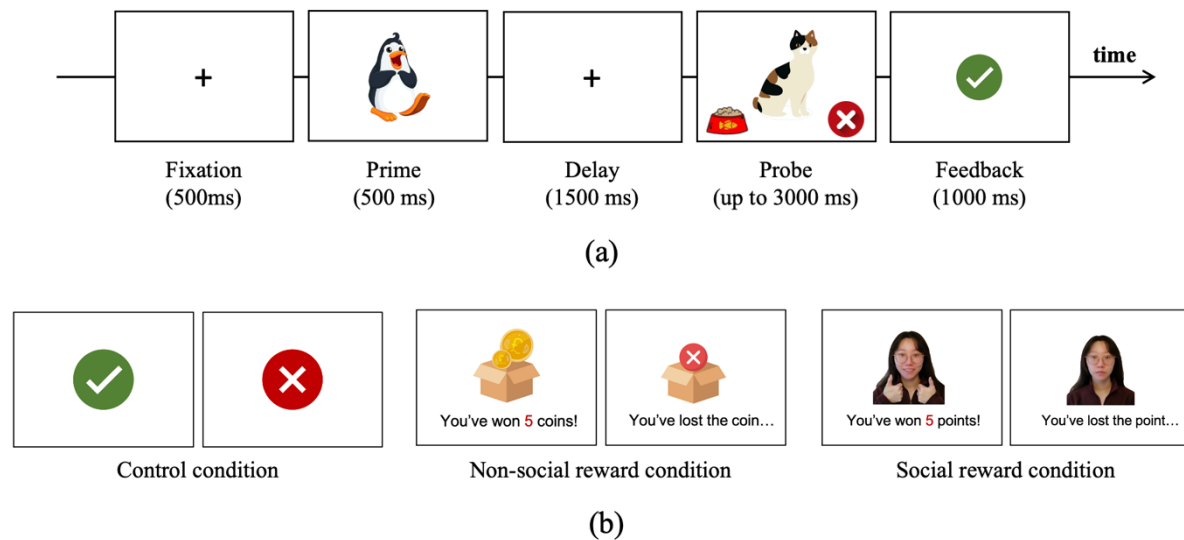 time
Fixation
(500ms)
Prime
(500 ms)
Delay
(1500 ms)
Probe
(up to 3000 ms)
Feedback
(1000 ms)
(a)
You've won 5 coins!
You've lost the coin...
You've won 5 points!
You've lost the point...
Control condition
Non-social reward condition
Social reward condition
(b)